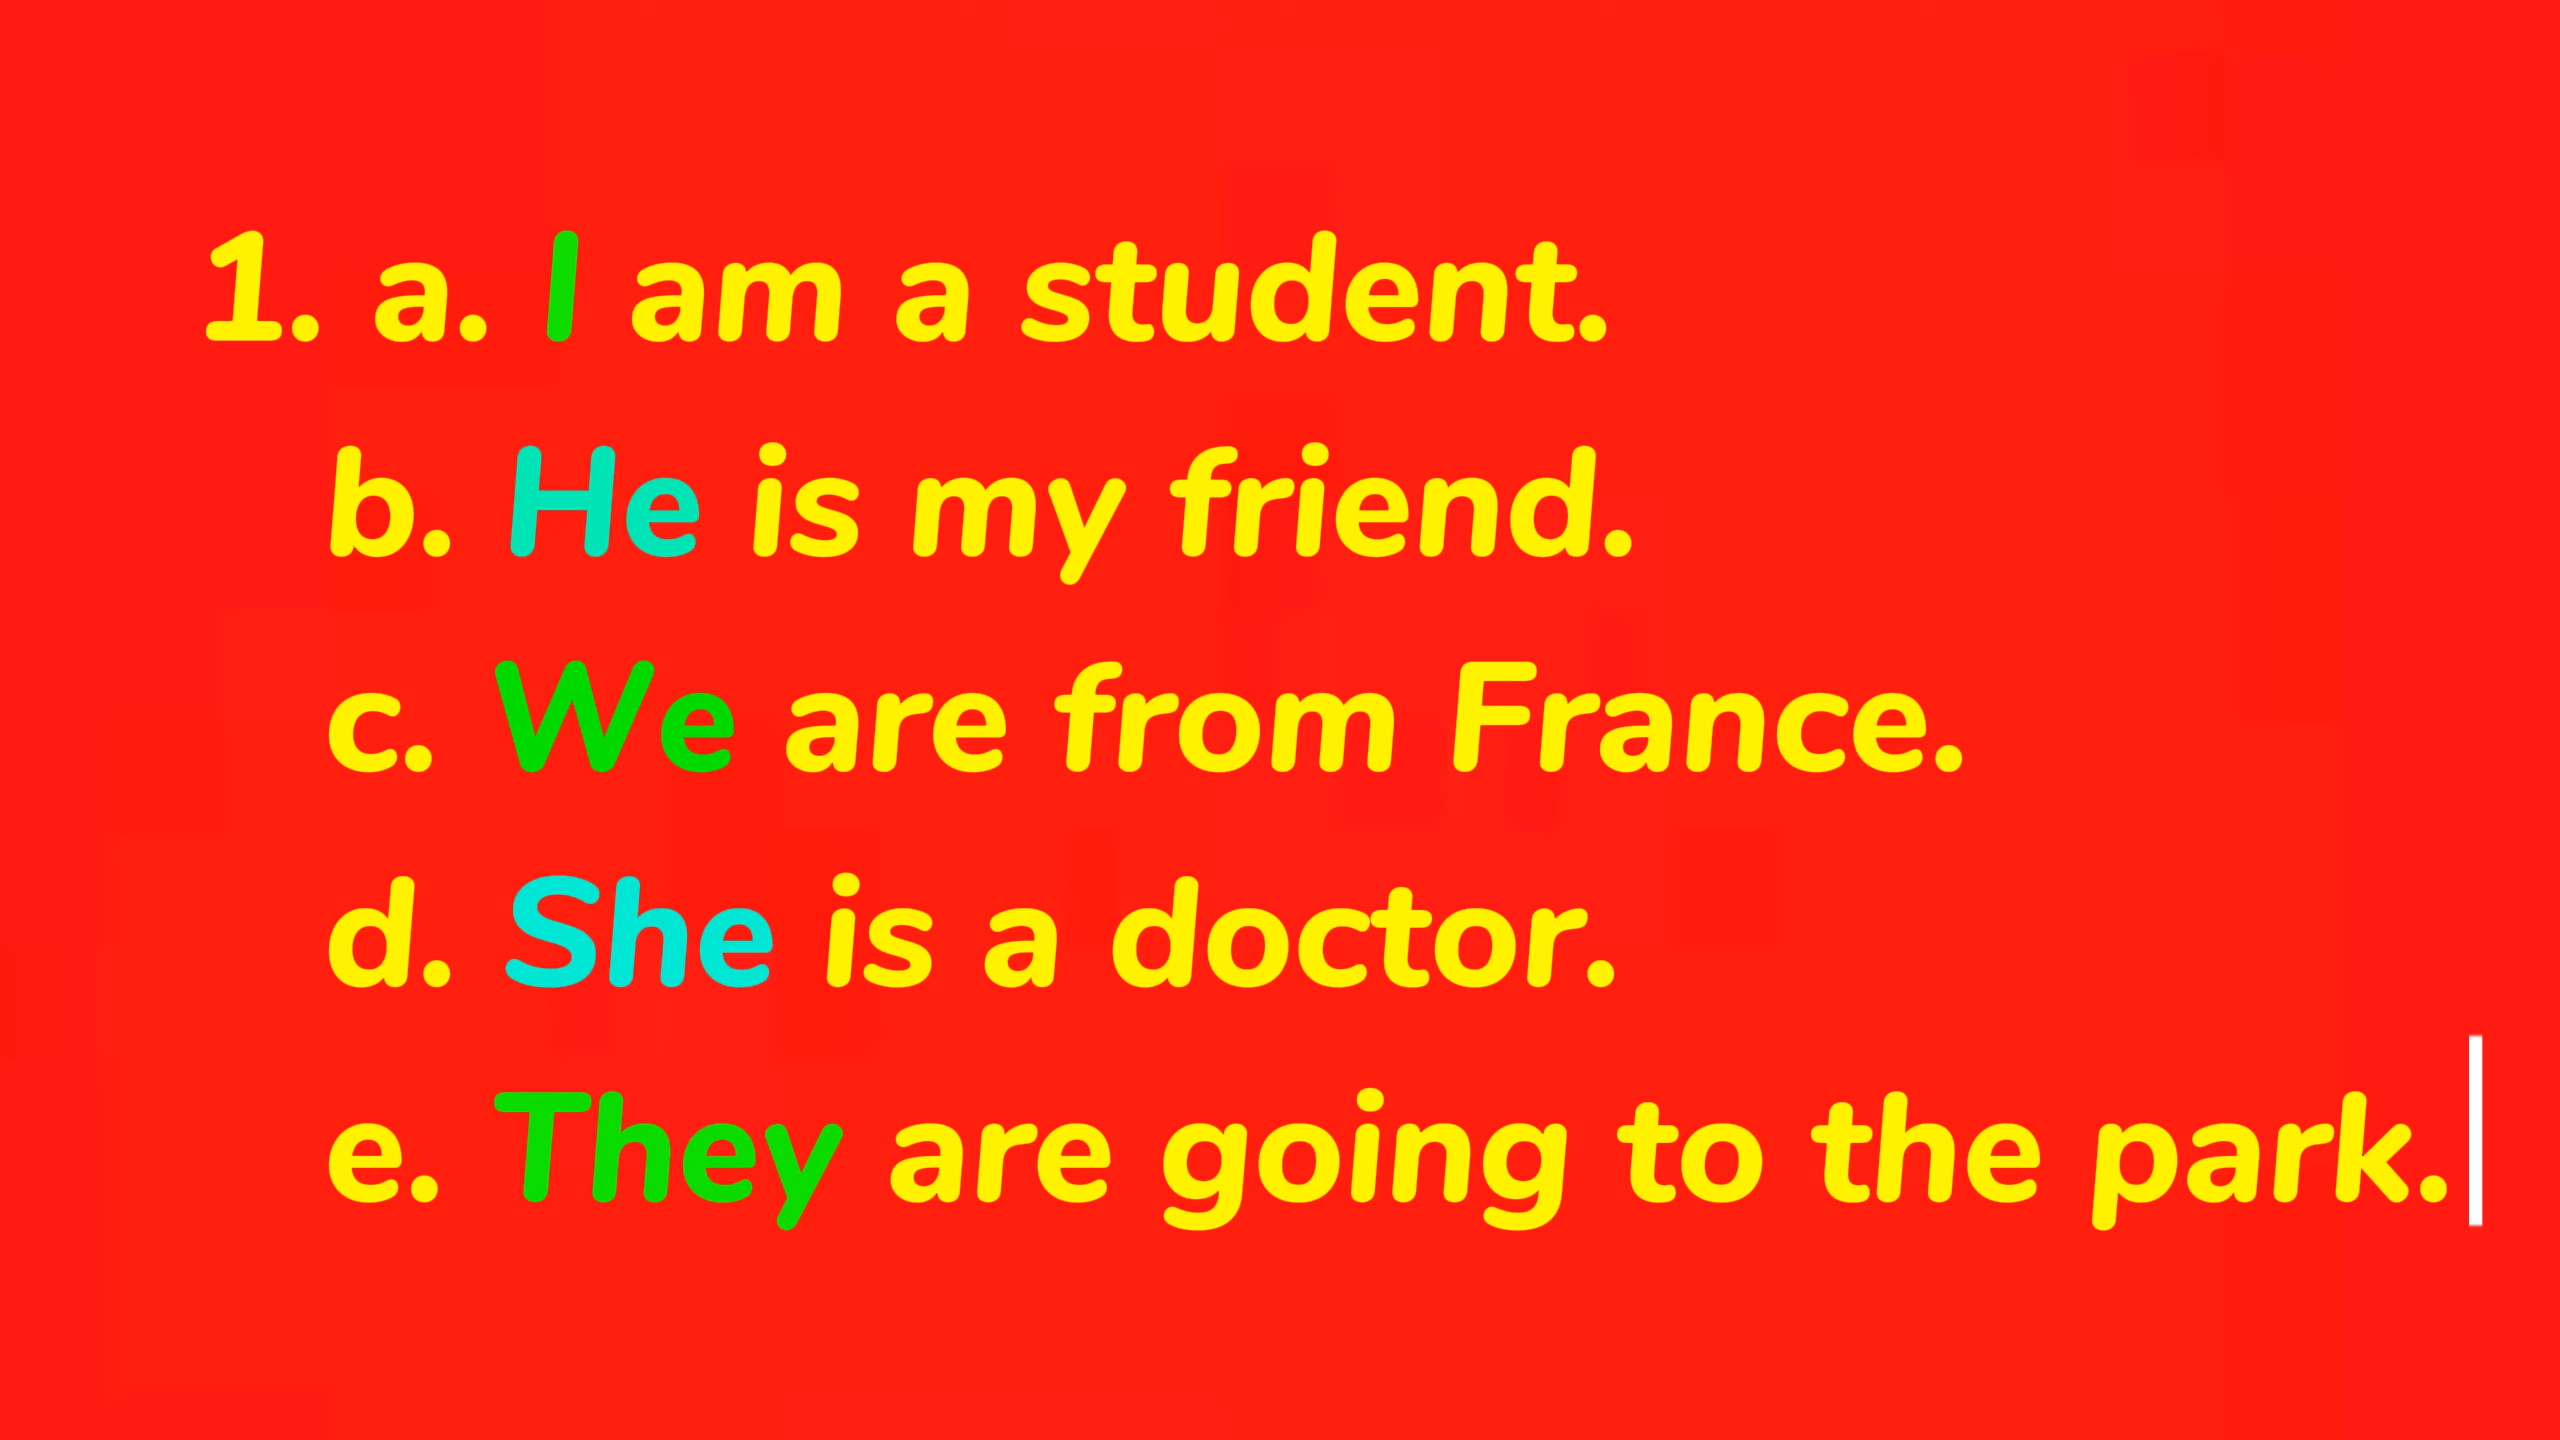 1. a. I am a student.
b. He is my friend.
c. We are from France.
d. She is a doctor.
e. They are going to the park.